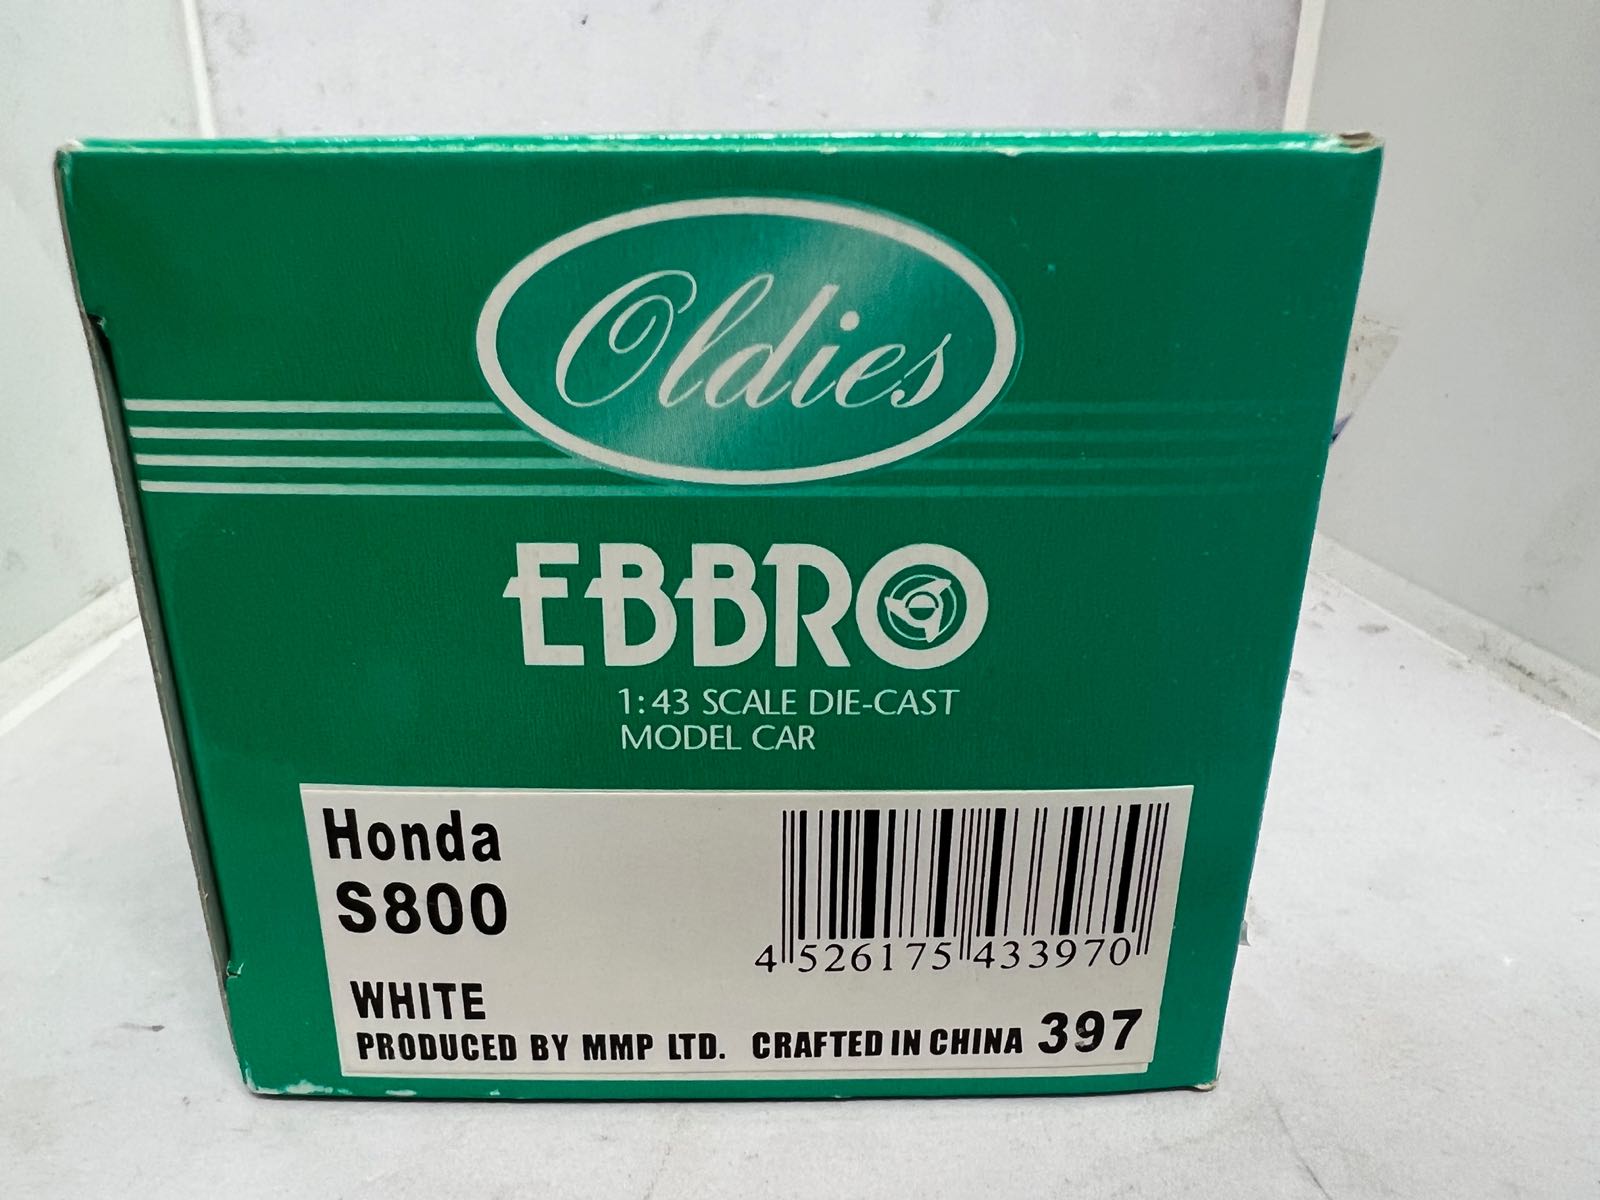 Oldies
EBBRO
1:43 SCALE DIE-CAST
MODEL CAR
Honda
S800
4 526175 433970
WHITE
PRODUCED BY MMP LTD. CRAFTED IN CHINA 397